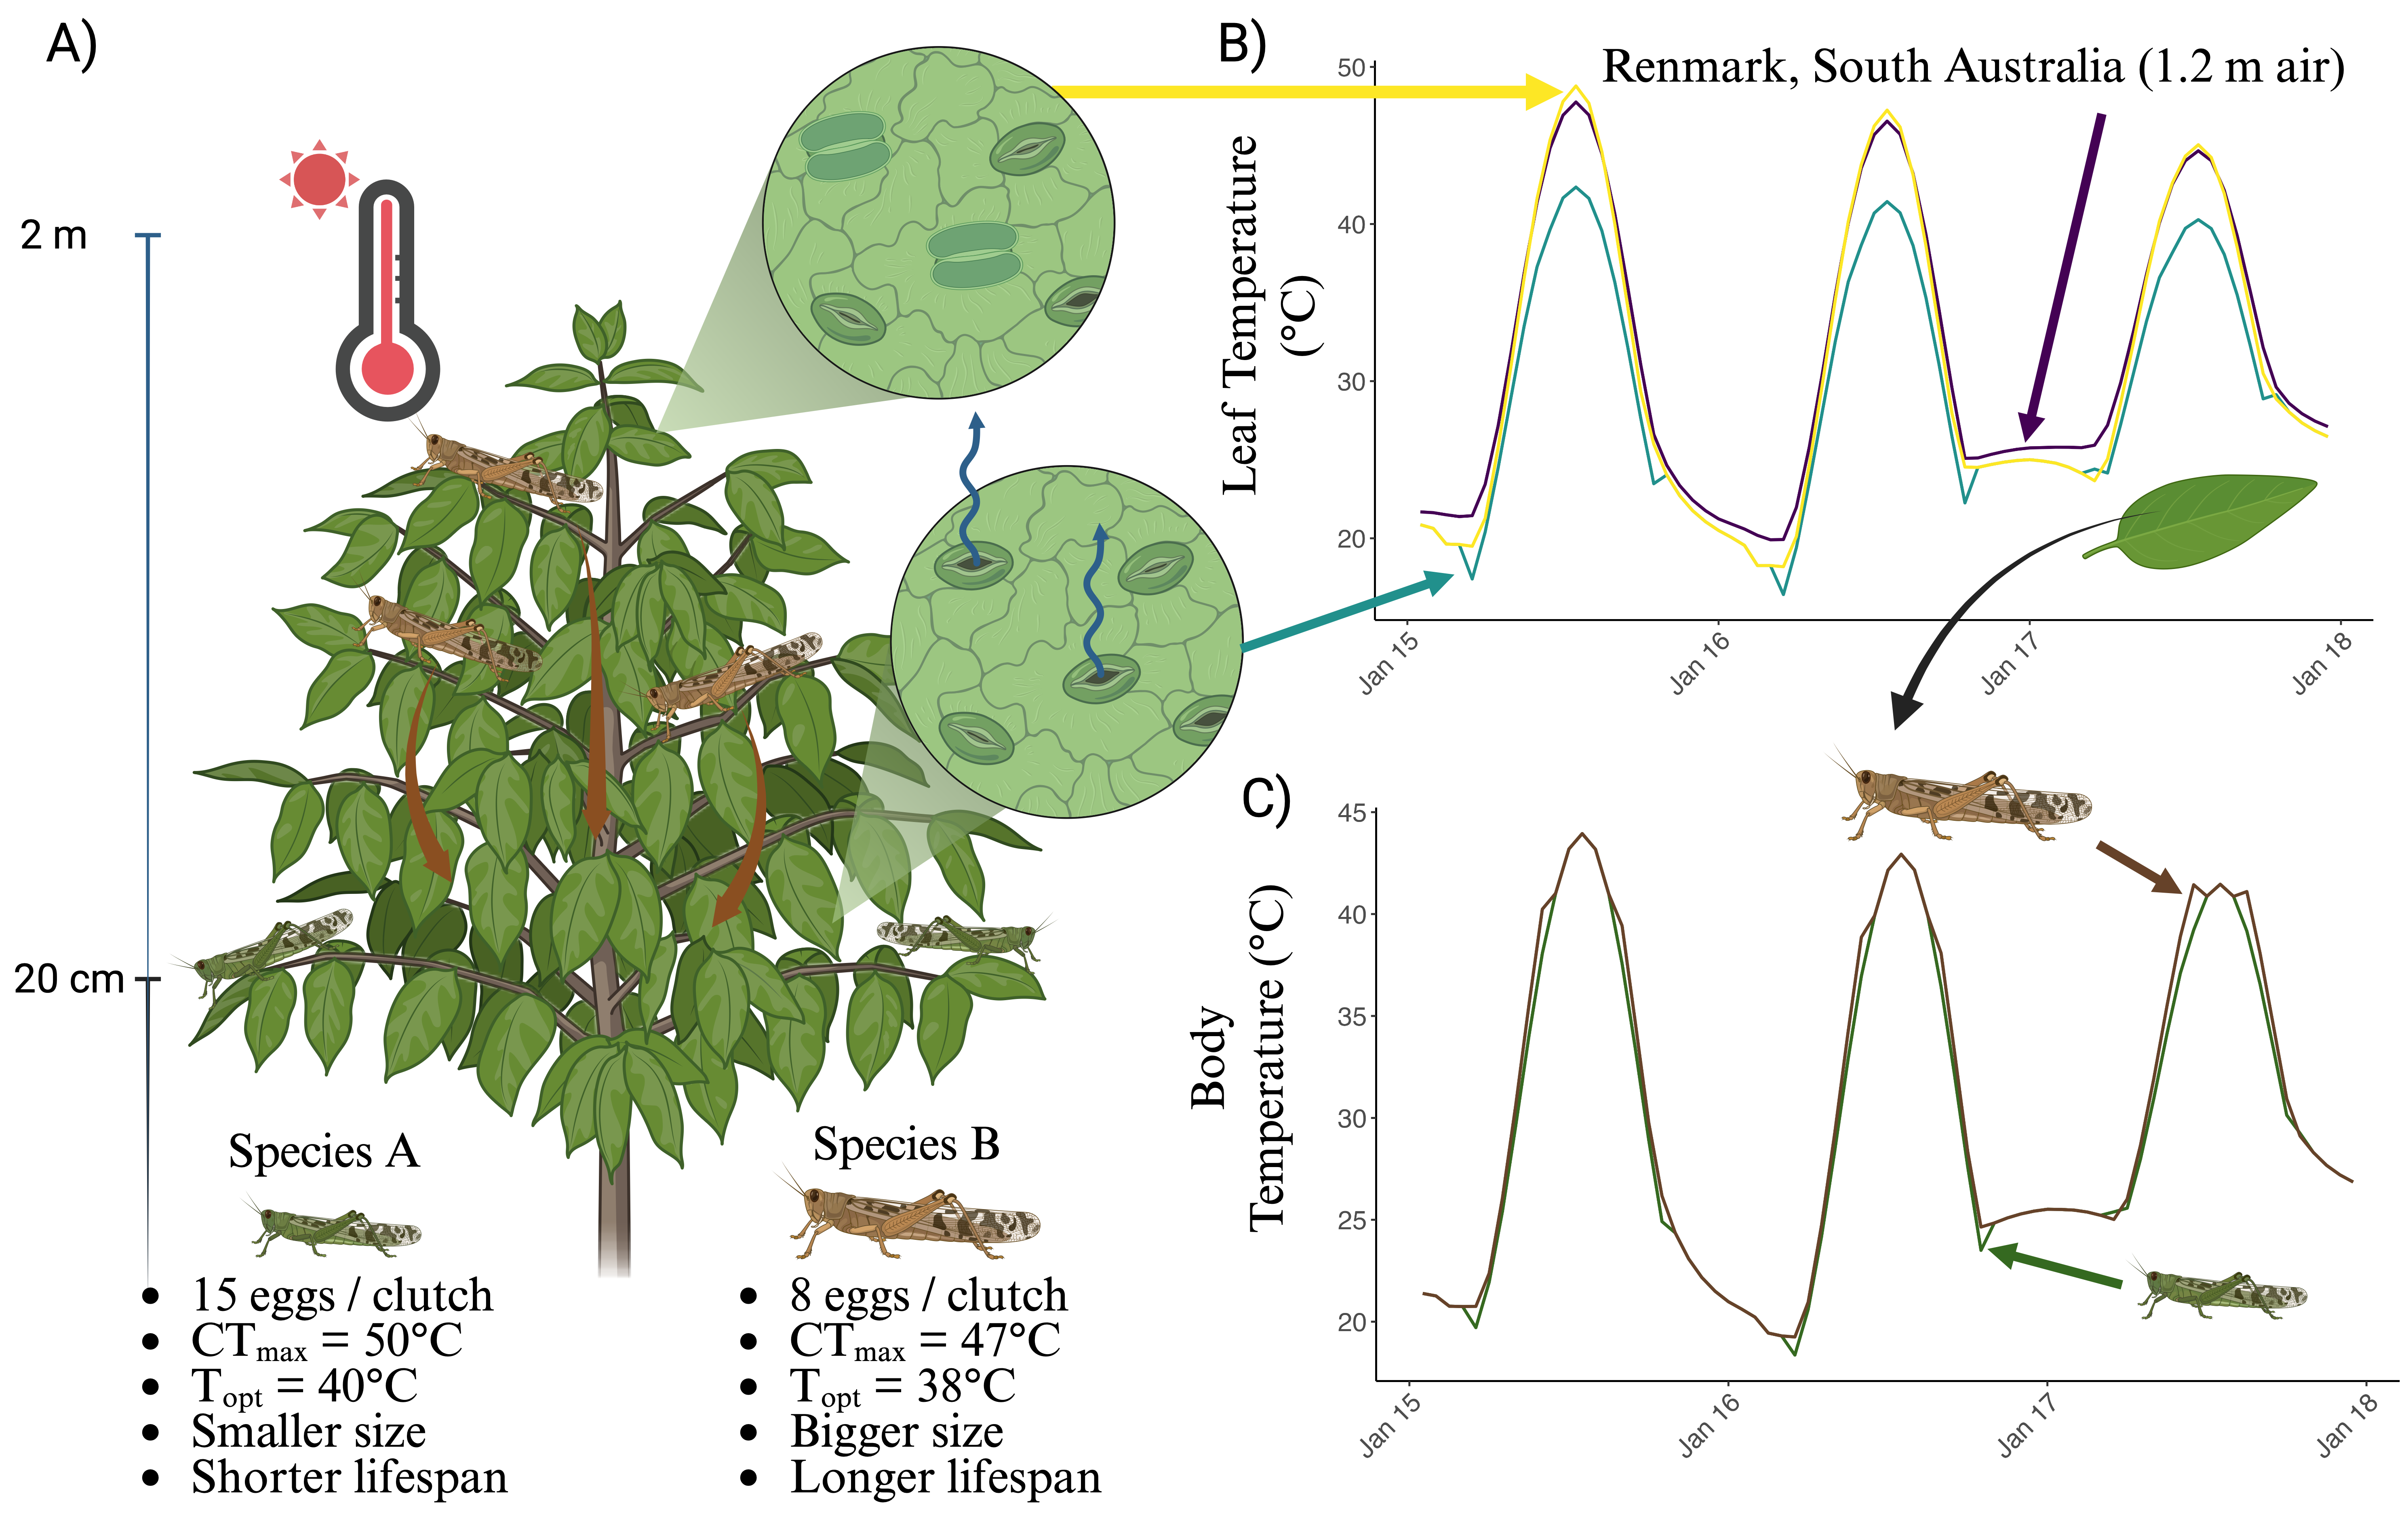 A)
2 m
20 cm
Species A
• 15 eggs / clutch
• CTmax = 50°C
• Topt = 40°C
• Smaller size
• Shorter lifespan
Species B
• 8 eggs / clutch
• CTmax = 47°C
• Topt = 38°C
• Bigger size
• Longer lifespan
B)
Renmark, South Australia (1.2 m air)
Leaf Temperature
(°C)
50
40
30
20
Jan 15
Jan 16
Jan 17
Jan 18
C)
Body
Temperature (°C)
45
40
35
30
25
20
Jan 15
Jan 16
Jan 17
Jan 18